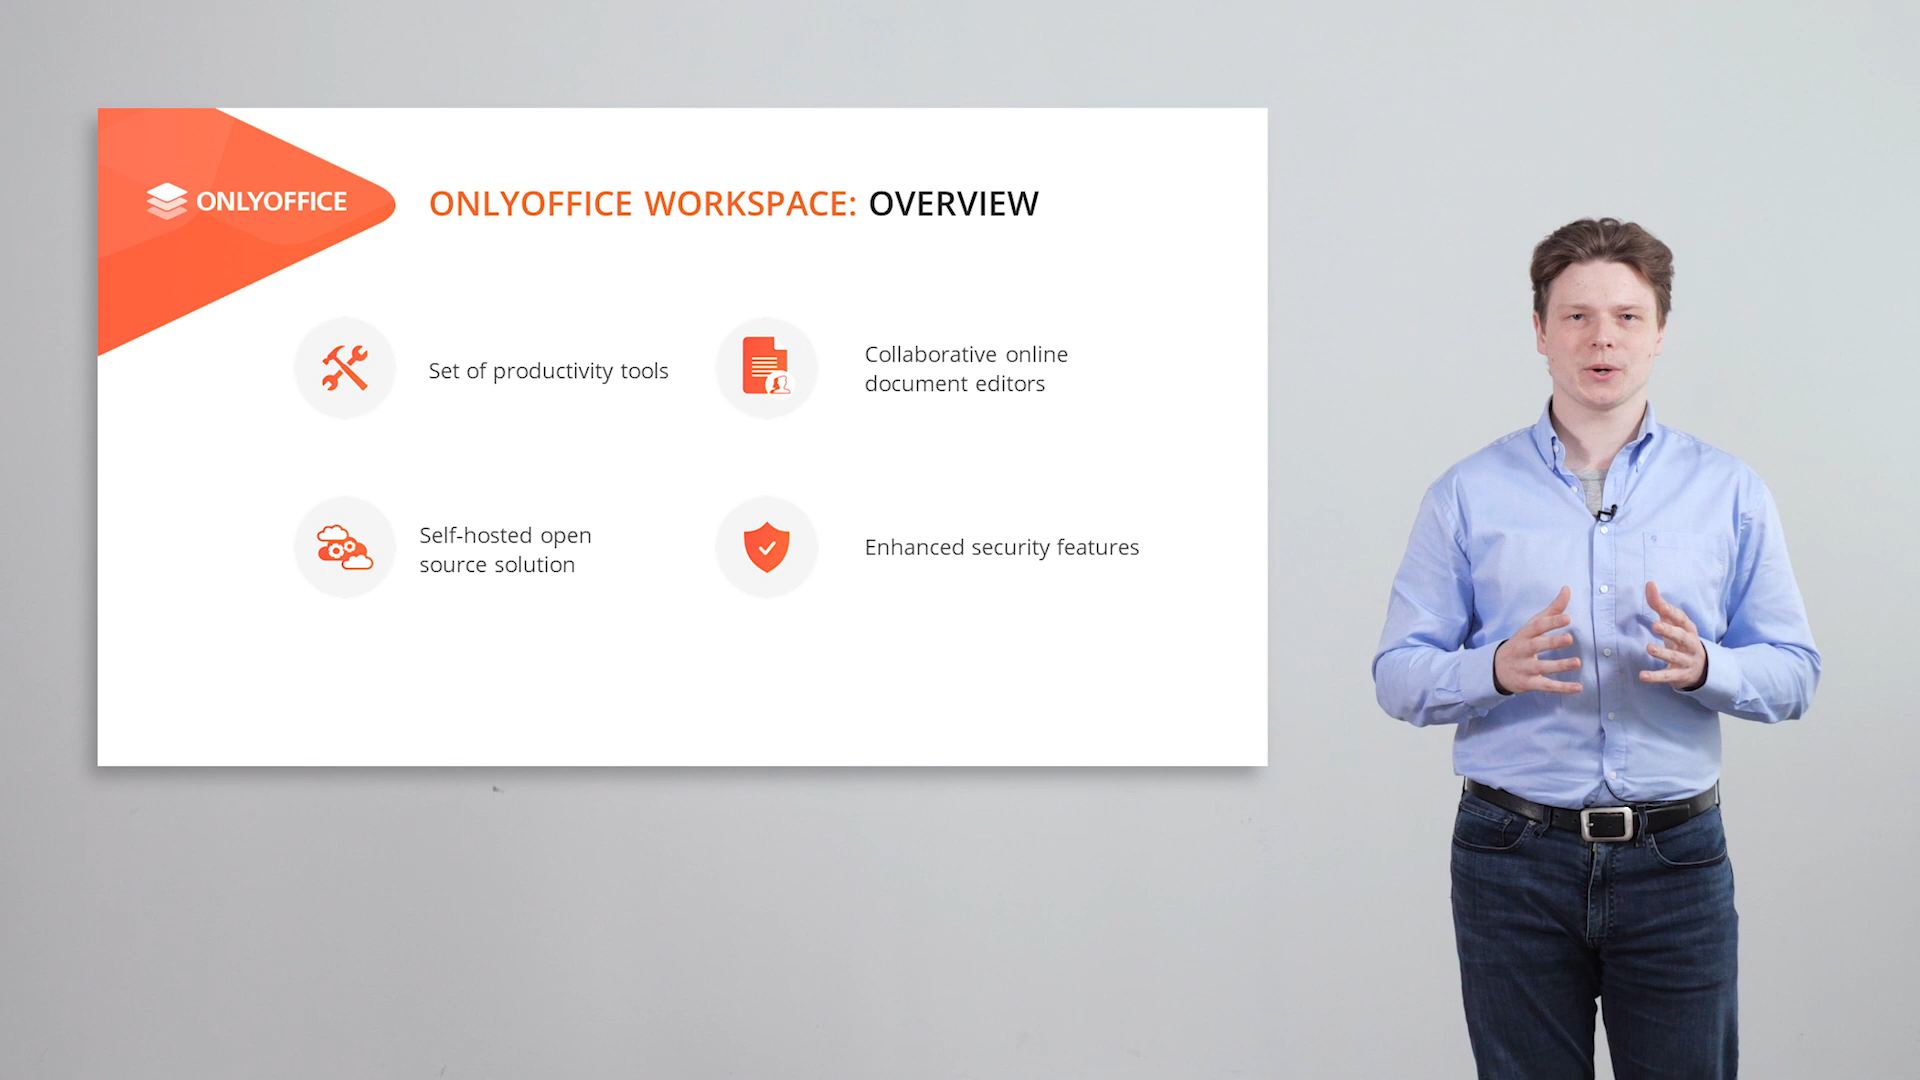 ONLYOFFICE
ONLYOFFICE WORKSPACE: OVERVIEW
Set of productivity tools
Collaborative online
document editors
Self-hosted open
source solution
Enhanced security features